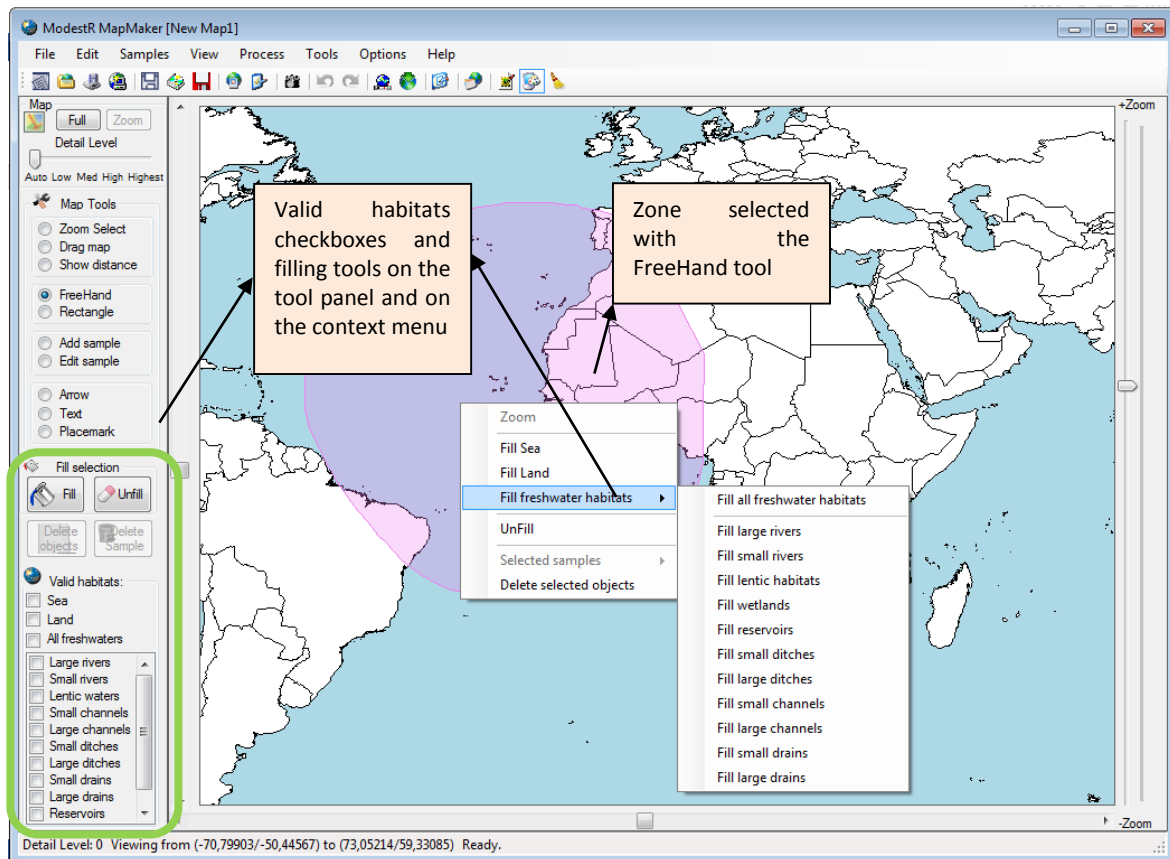 ModestR MapMaker [New Map1]
File Edit Samples View Process Tools Options Help
Map
Full Zoom
Detail Level
Auto Low Med High Highest
Map Tools
Zoom Select
Drag map
Show distance
FreeHand
Rectangle
Add sample
Edit sample
Arrow
Text
Placemark
Fill selection
Fill Unfill
Delete objects
Delete Sample
Valid habitats:
Sea
Land
All freshwaters
Large rivers
Small rivers
Lentic waters
Small channels
Large channels
Small ditches
Large ditches
Small drains
Large drains
Reservoirs
+Zoom
Valid habitats
checkboxes and
filling tools on the
tool panel and on
the context menu
Zone selected
with the
FreeHand tool
Zoom
Fill Sea
Fill Land
Fill freshwater habitats
UnFill
Selected samples
Delete selected objects
Fill all freshwater habitats
Fill large rivers
Fill small rivers
Fill lentic habitats
Fill wetlands
Fill reservoirs
Fill small ditches
Fill large ditches
Fill small channels
Fill large channels
Fill small drains
Fill large drains
-Zoom
Detail Level: 0 Viewing from (-70,79903/-50,44567) to (73,05214/59,33085) Ready.